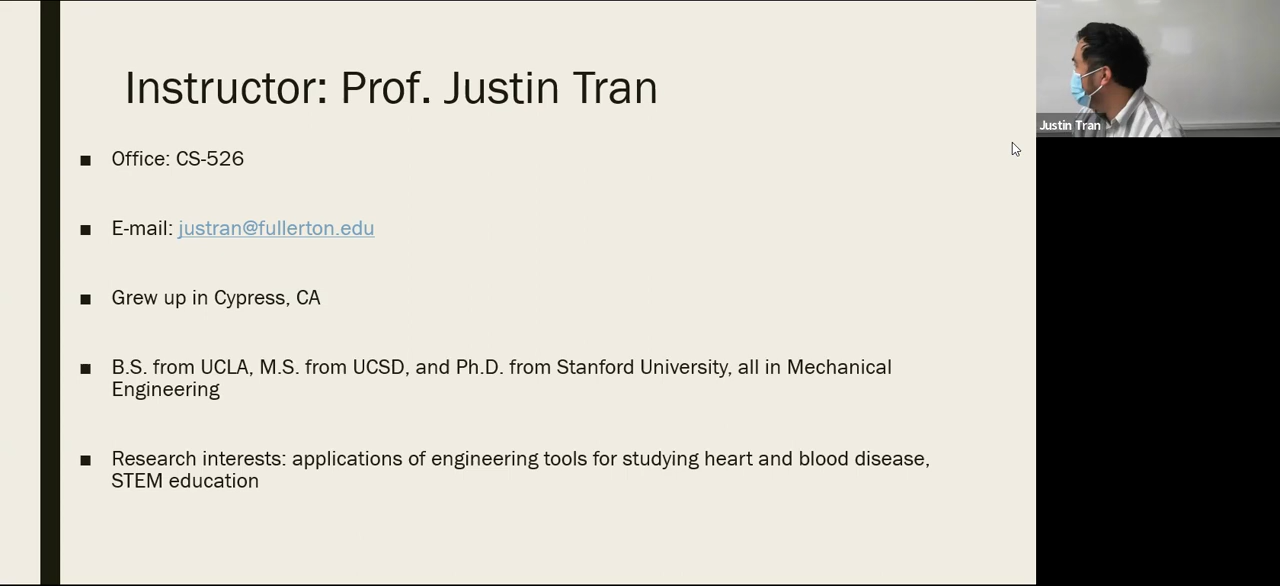 Instructor: Prof. Justin Tran
■ Office: CS-526
■ E-mail: justran@fullerton.edu
■ Grew up in Cypress, CA
■ B.S. from UCLA, M.S. from UCSD, and Ph.D. from Stanford University, all in Mechanical
Engineering
■ Research interests: applications of engineering tools for studying heart and blood disease,
STEM education
Justin Tran